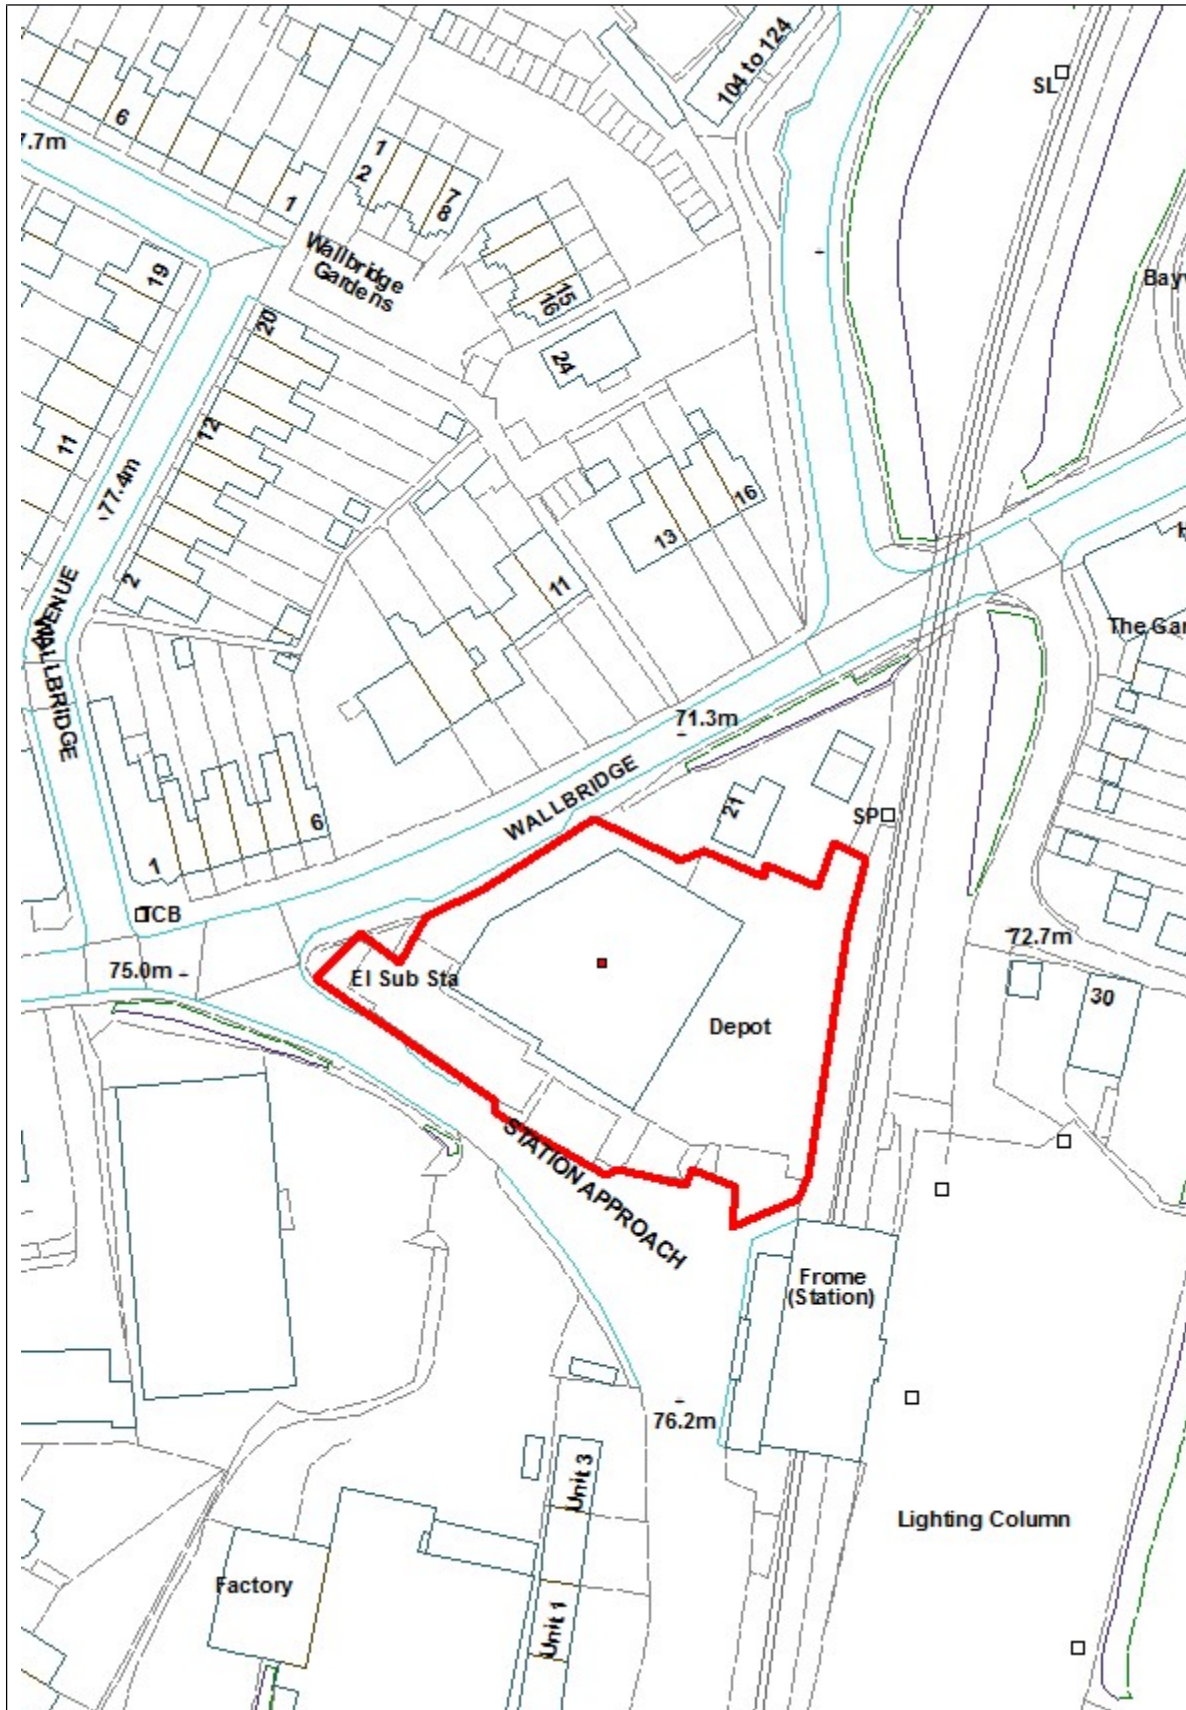 104 to 124
SL
6
7.7m
1
2
1
7
8
Wallbridge
Gardens
19
15
16
20
24
11
12
77.4m
13
16
2
11
AVENUE
WALLBRIDGE
The Gar
71.3m
WALLBRIDGE
21
SP
6
1
TCB
72.7m
75.0m
El Sub Sta
30
Depot
STATION APPROACH
Frome
(Station)
76.2m
Unit 3
Lighting Column
Factory
Unit 1